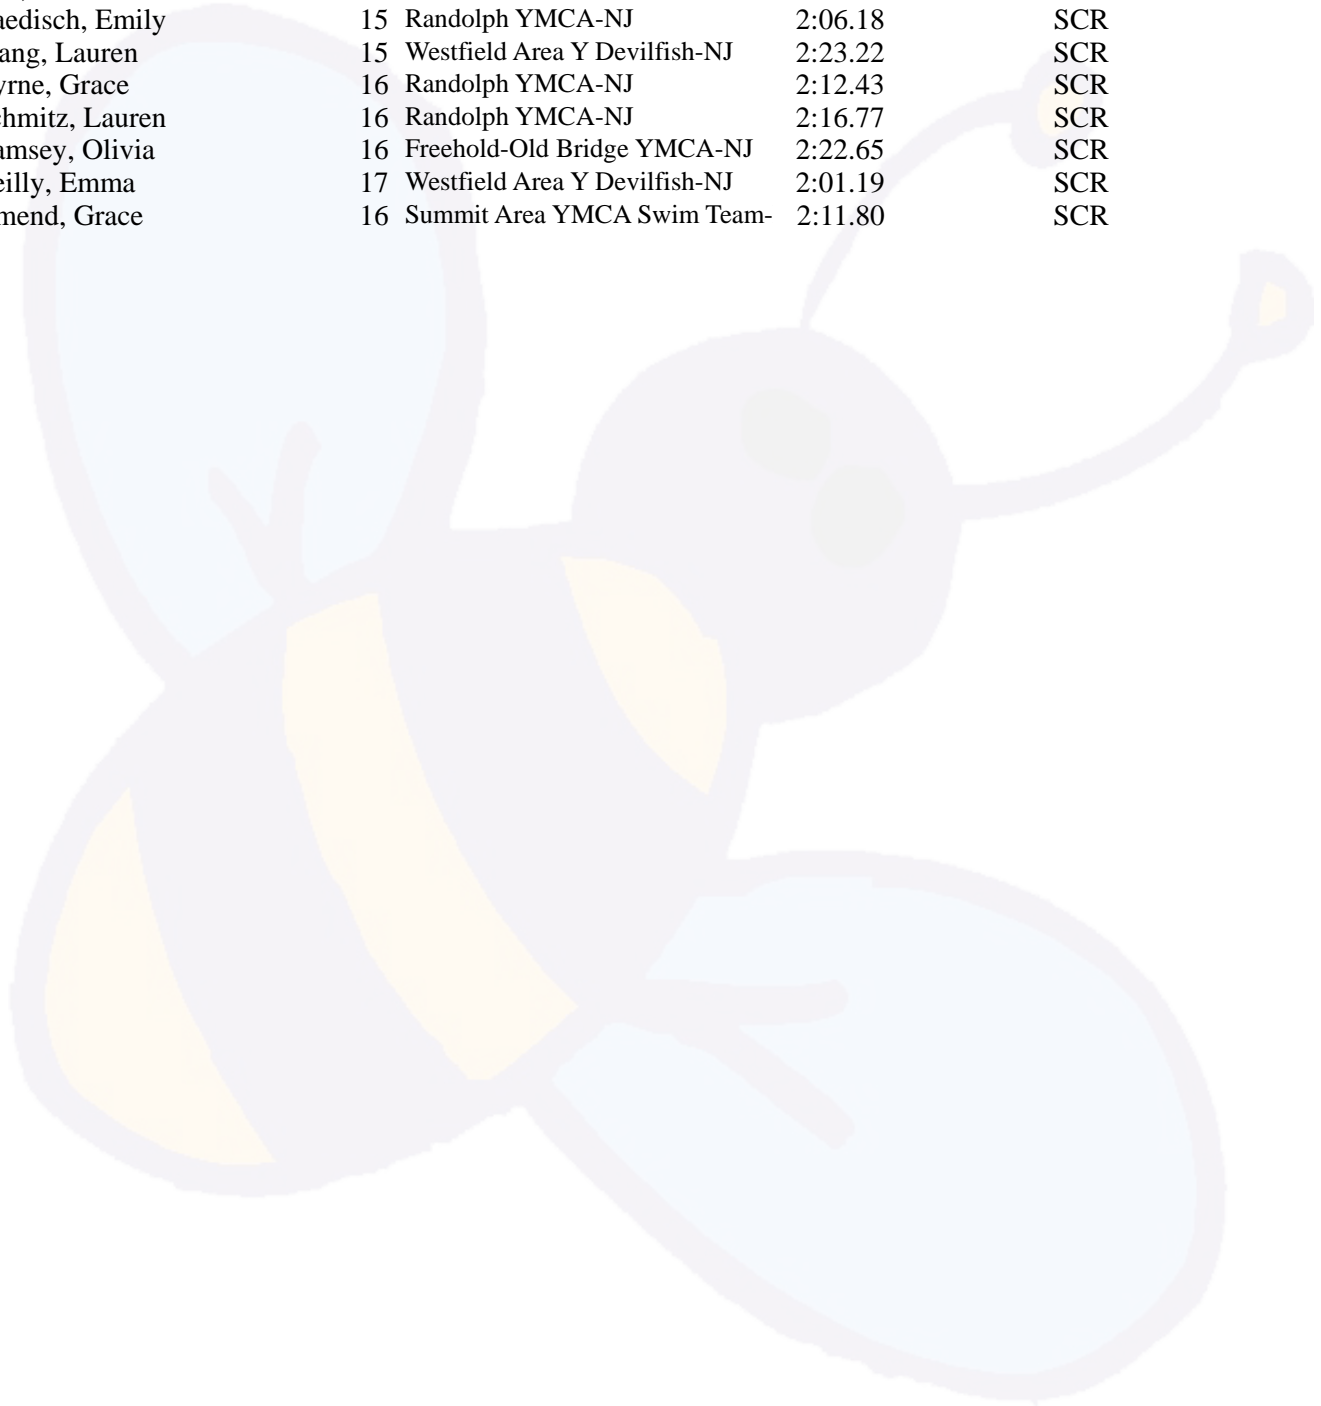 aedisch, Emily 15 Randolph YMCA-NJ 2:06.18 SCR
ang, Lauren 15 Westfield Area Y Devilfish-NJ 2:23.22 SCR
yrne, Grace 16 Randolph YMCA-NJ 2:12.43 SCR
chmitz, Lauren 16 Randolph YMCA-NJ 2:16.77 SCR
amsey, Olivia 16 Freehold-Old Bridge YMCA-NJ 2:22.65 SCR
eilly, Emma 17 Westfield Area Y Devilfish-NJ 2:01.19 SCR
mend, Grace 16 Summit Area YMCA Swim Team- 2:11.80 SCR